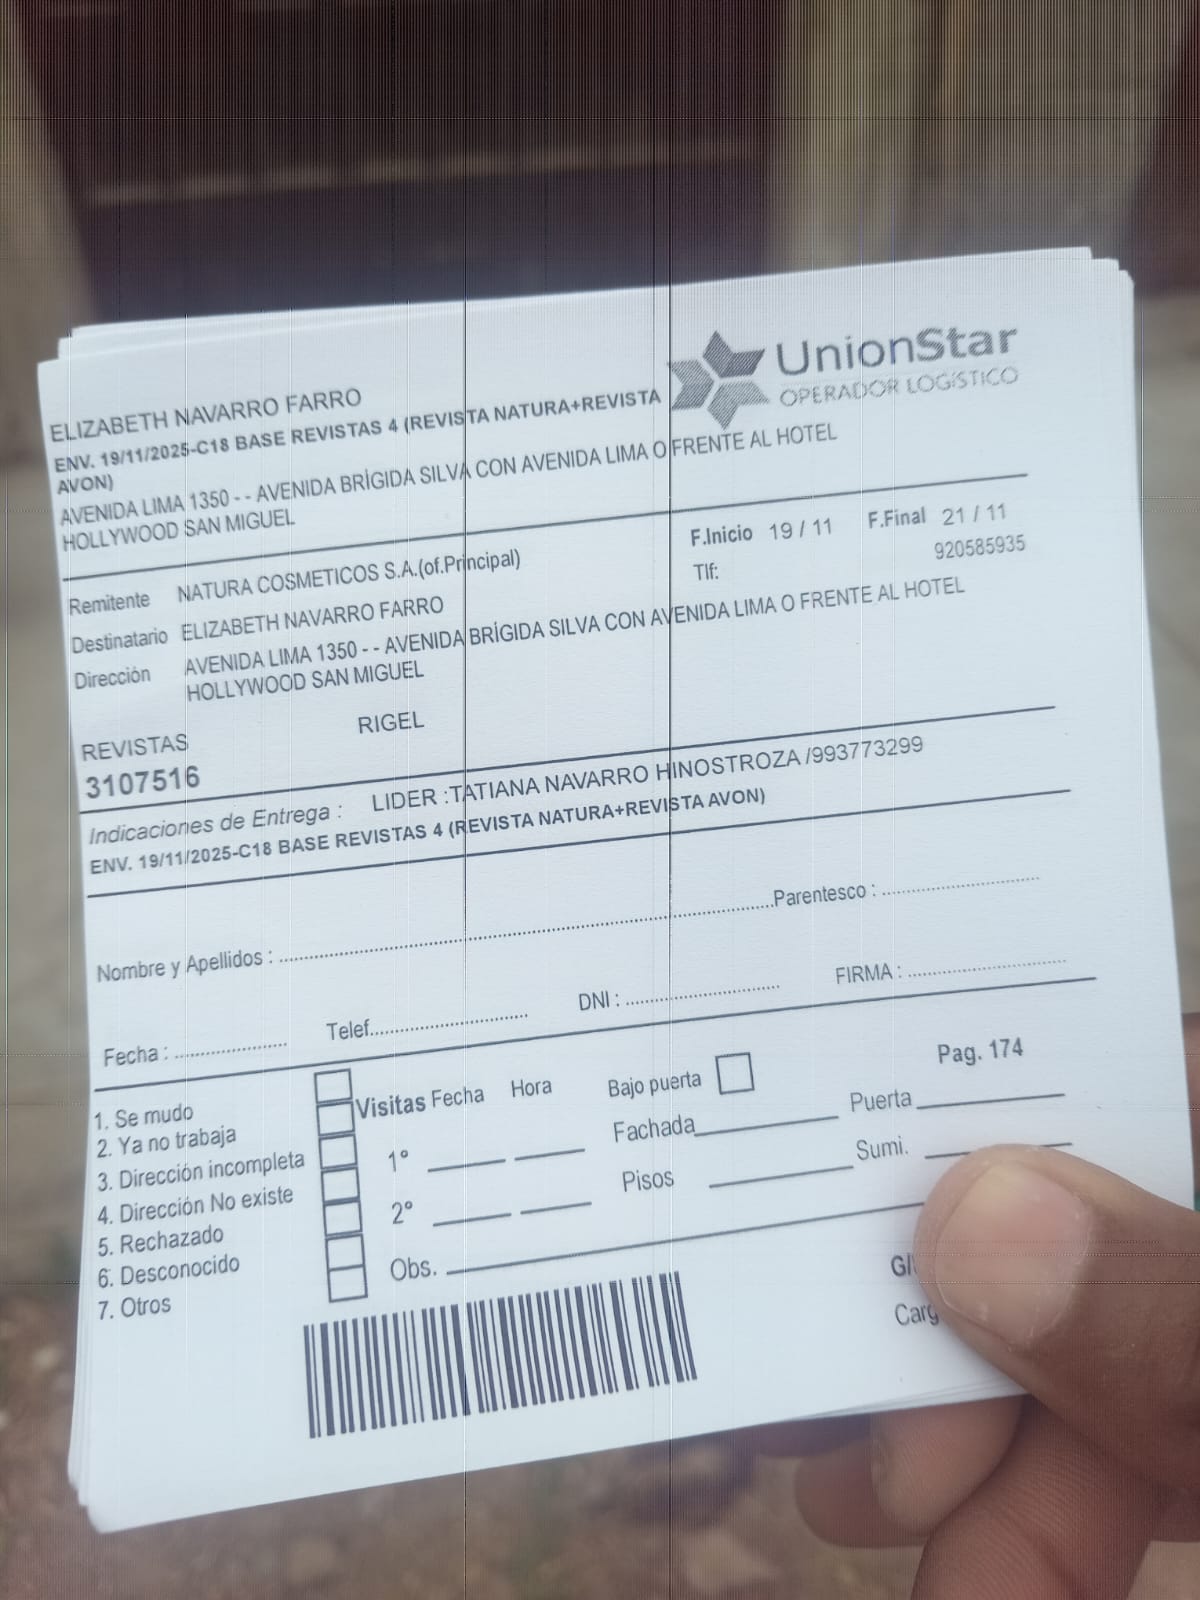 UnionStar
OPERADOR LOGÍSTICO
ELIZABETH NAVARRO FARRO
ENV. 19/11/2025-C18 BASE REVISTAS 4 (REVISTA NATURA+REVISTA
AVON)
AVENIDA LIMA 1350 - - AVENIDA BRÍGIDA SILVA CON AVENIDA LIMA O FRENTE AL HOTEL
HOLLYWOOD SAN MIGUEL
Remitente NATURA COSMETICOS S.A.(of.Principal) F.Inicio 19 / 11 F.Final 21 / 11
Destinatario ELIZABETH NAVARRO FARRO Tlf: 920585935
Dirección AVENIDA LIMA 1350 - - AVENIDA BRÍGIDA SILVA CON AVENIDA LIMA O FRENTE AL HOTEL
HOLLYWOOD SAN MIGUEL
REVISTAS RIGEL
3107516
Indicaciones de Entrega : LIDER :TATIANA NAVARRO HINOSTROZA /993773299
ENV. 19/11/2025-C18 BASE REVISTAS 4 (REVISTA NATURA+REVISTA AVON)
Nombre y Apellidos : Parentesco :
Fecha : Telef. DNI : FIRMA :
Pag. 174
1. Se mudo Visitas Fecha Hora Bajo puerta
2. Ya no trabaja Fachada Puerta
3. Dirección incompleta 1º
4. Dirección No existe Pisos Sumi.
5. Rechazado 2º
6. Desconocido Obs.
7. Otros